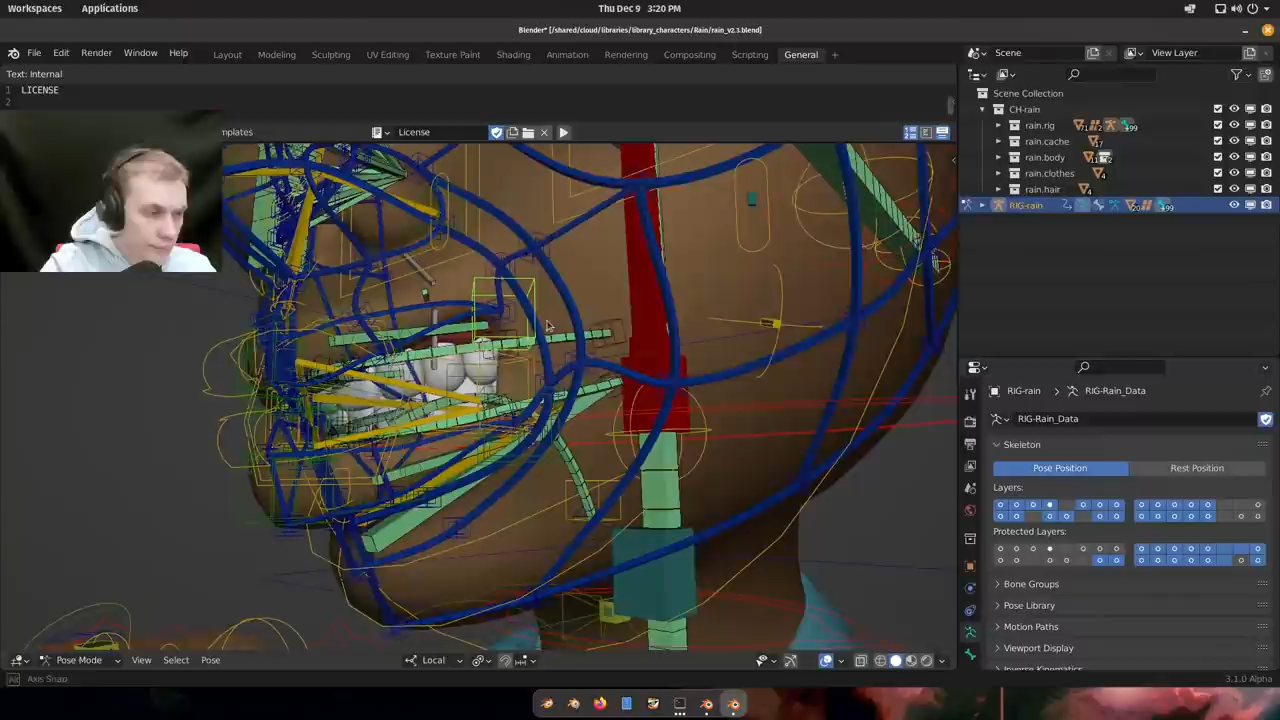 Workspaces Applications Thu Dec 9 3:20 PM
Blender* [/shared/cloud/libraries/library_characters/Rain/rain_v2.3.blend]
File Edit Render Window Help Layout Modeling Sculpting UV Editing Texture Paint Shading Animation Rendering Compositing Scripting General +
Scene View Layer
Text: Internal
1 LICENSE
2
Scene Collection
CH-rain
rain.rig
rain.cache
rain.body
rain.clothes
rain.hair
RIG-rain
mplates License
RIG-rain RIG-Rain_Data
RIG-Rain_Data
Skeleton
Pose Position Rest Position
Layers:
Protected Layers:
Bone Groups
Pose Library
Motion Paths
Viewport Display
Inverse Kinematics
Pose Mode View Select Pose Local
Axis Snap 3.1.0 Alpha